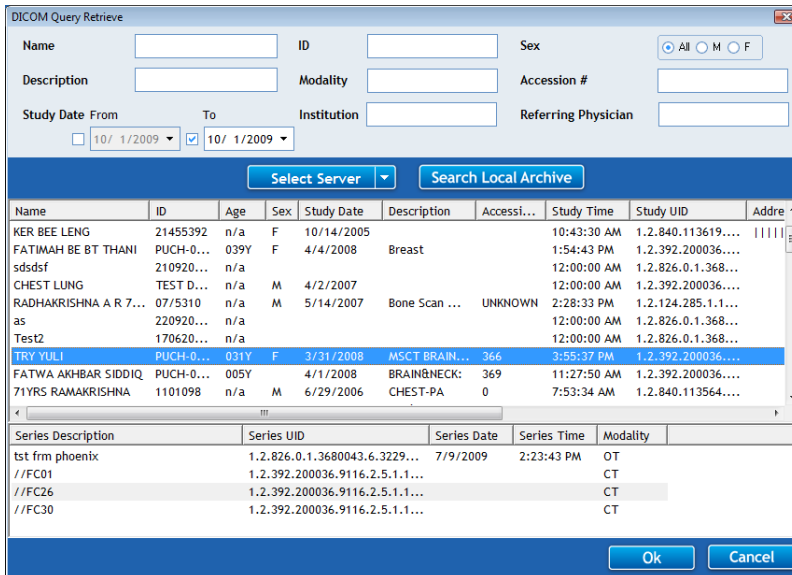 DICOM Query Retrieve
Name ID Sex All M F
Description Modality Accession #
Study Date From To Institution Referring Physician
10/ 1/2009 10/ 1/2009
Select Server Search Local Archive
Name ID Age Sex Study Date Description Accessi... Study Time Study UID Addre
KER BEE LENG 21455392 n/a F 10/14/2005 10:43:30 AM 1.2.840.113619.... |||||
FATIMAH BE BT THANI PUCH-0... 039Y F 4/4/2008 Breast 1:54:43 PM 1.2.392.200036....
sdsdsf 210920... n/a 12:00:00 AM 1.2.826.0.1.368...
CHEST LUNG TEST D... n/a M 4/2/2007 12:00:00 AM 1.2.826.0.1.368...
RADHAKRISHNA A R 7... 07/5310 n/a M 5/14/2007 Bone Scan ... UNKNOWN 2:28:33 PM 1.2.124.285.1.1...
as 220920... n/a 12:00:00 AM 1.2.826.0.1.368...
Test2 170620... n/a 12:00:00 AM 1.2.826.0.1.368...
TRY YULI PUCH-0... 031Y F 3/31/2008 MSCT BRAIN... 366 3:55:37 PM 1.2.392.200036....
FATWA AKHBAR SIDDIQ PUCH-0... 005Y 4/1/2008 BRAIN&NECK: 369 11:27:50 AM 1.2.392.200036....
71YRS RAMAKRISHNA 1101098 n/a M 6/29/2006 CHEST-PA 0 7:53:34 AM 1.2.840.113564....
Series Description Series UID Series Date Series Time Modality
tst frm phoenix 1.2.826.0.1.3680043.6.3229... 7/9/2009 2:23:43 PM OT
//FC01 1.2.392.200036.9116.2.5.1.1... CT
//FC26 1.2.392.200036.9116.2.5.1.1... CT
//FC30 1.2.392.200036.9116.2.5.1.1... CT
Ok Cancel